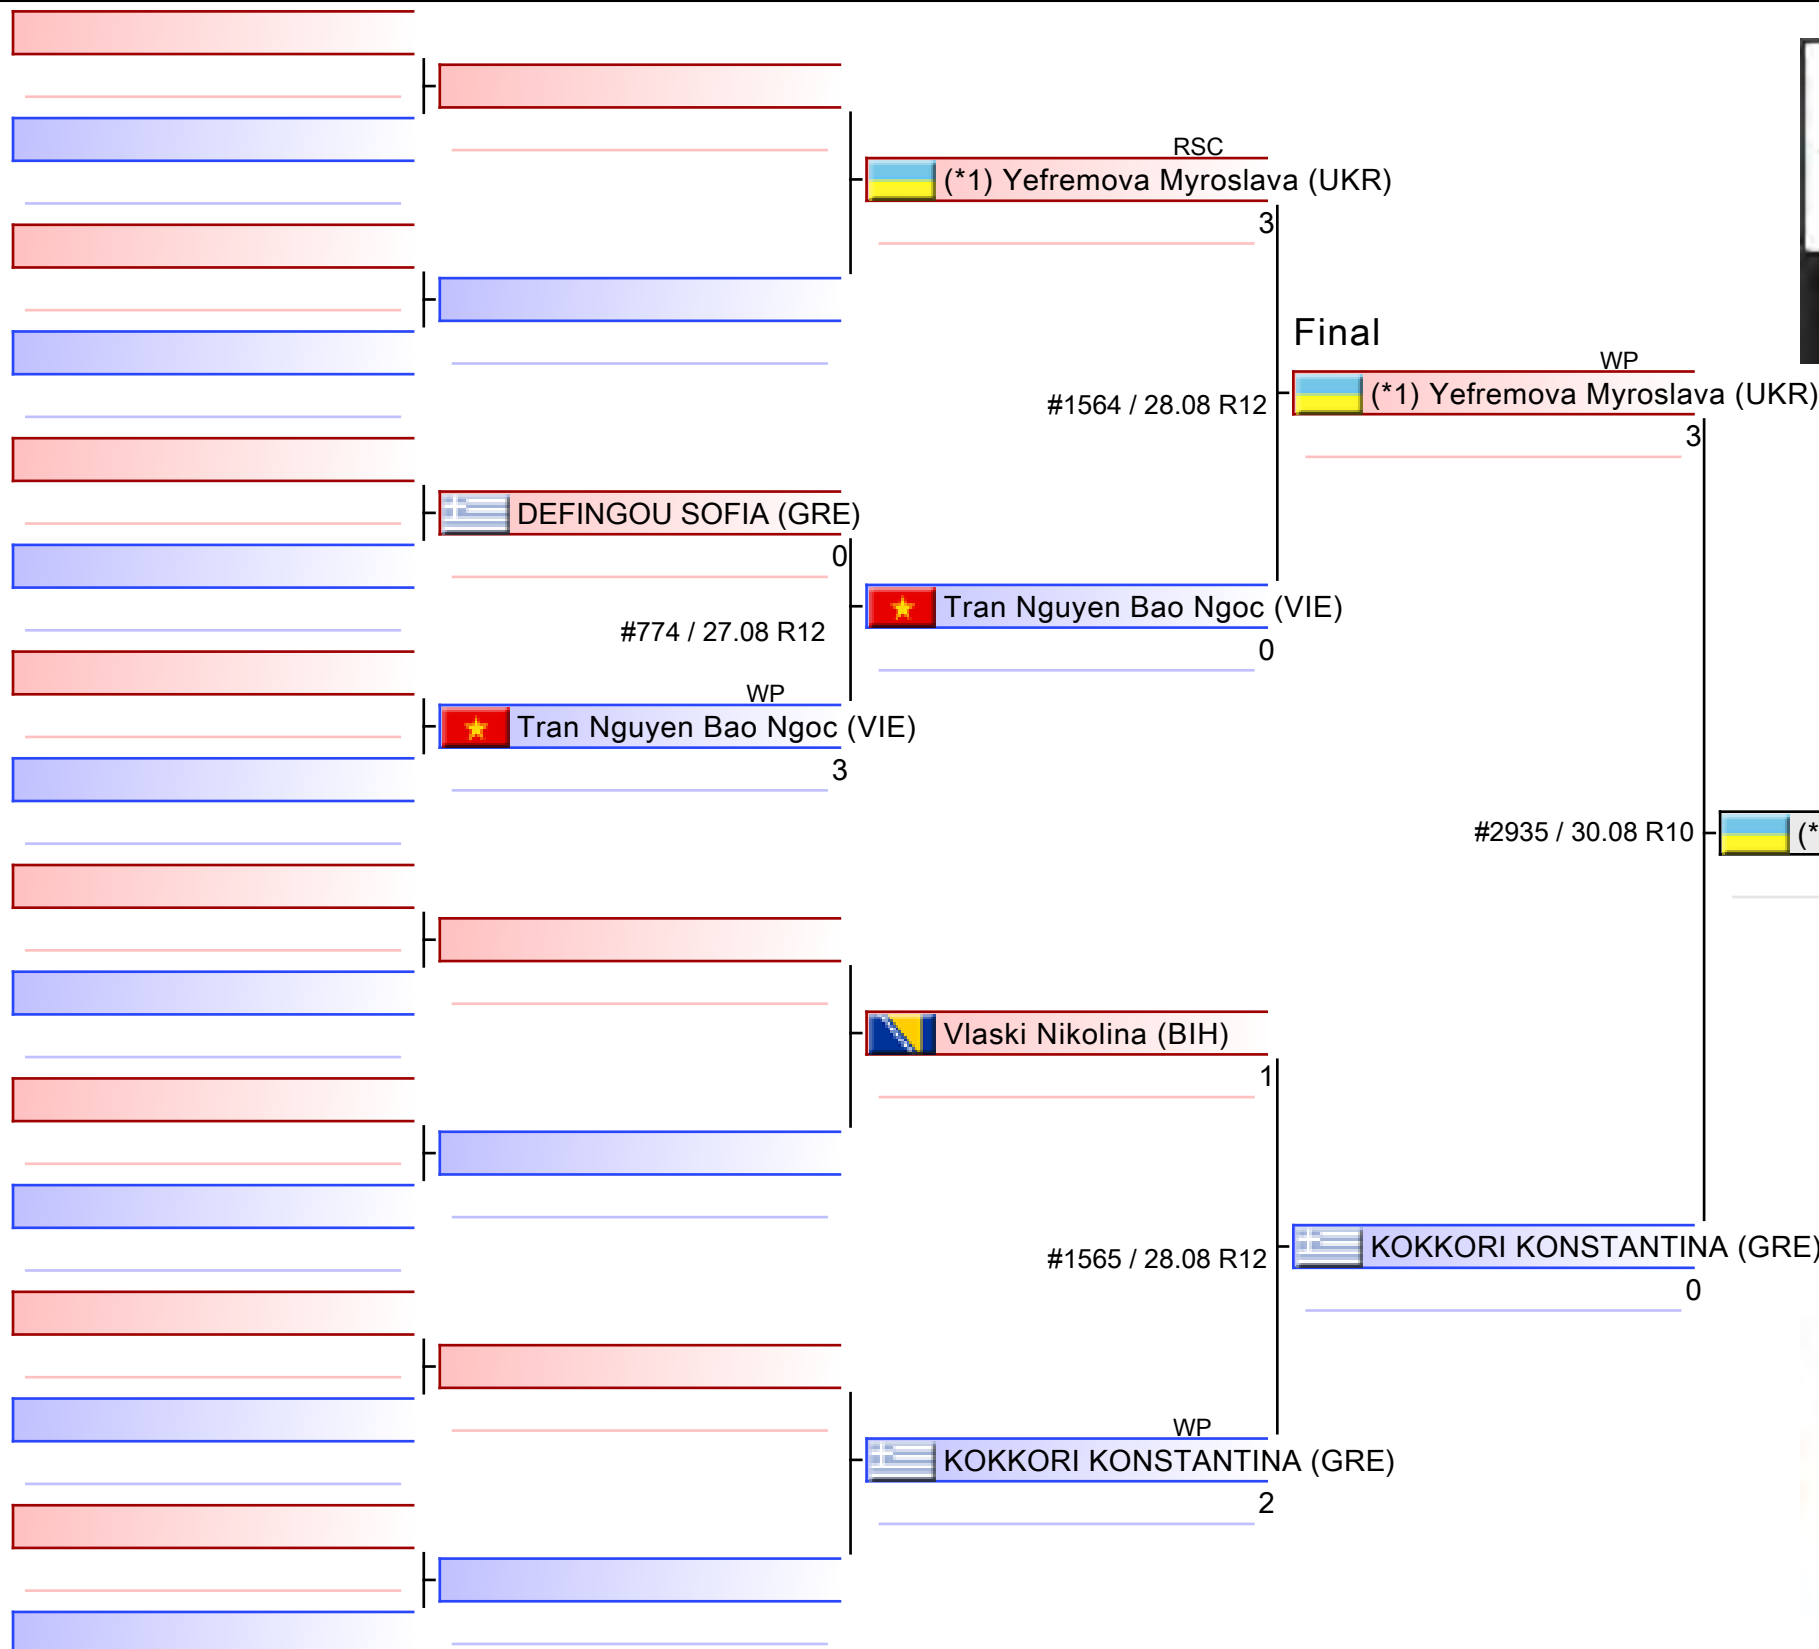 RSC
(*1) Yefremova Myroslava (UKR)
3
Final
WP
#1564 / 28.08 R12
(*1) Yefremova Myroslava (UKR)
3
DEFINGOU SOFIA (GRE)
0
Tran Nguyen Bao Ngoc (VIE)
#774 / 27.08 R12
0
WP
Tran Nguyen Bao Ngoc (VIE)
3
#2935 / 30.08 R10
(*
Vlaski Nikolina (BIH)
1
#1565 / 28.08 R12
KOKKORI KONSTANTINA (GRE)
0
WP
KOKKORI KONSTANTINA (GRE)
2